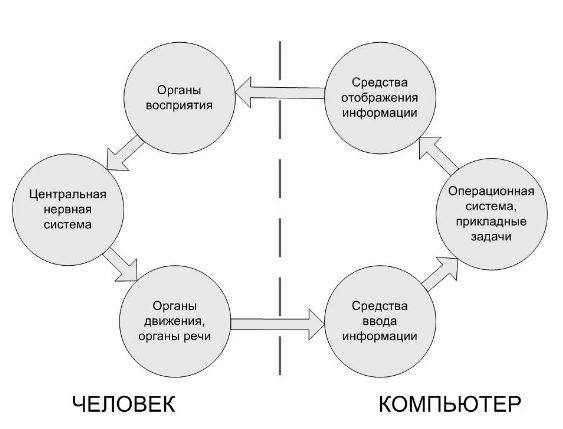 Органы
восприятия
Средства
отображения
информации
Центральная
нервная
система
Операционная
система,
прикладные
задачи
Органы
движения,
органы речи
Средства
ввода
информации
ЧЕЛОВЕК
КОМПЬЮТЕР